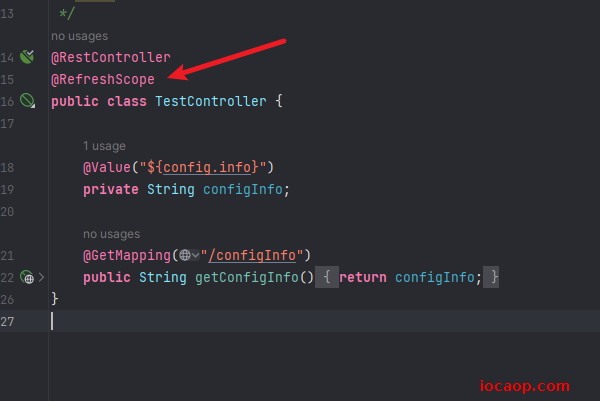 13 */
no usages
14 @RestController
15 @RefreshScope
16 public class TestController {
17
1 usage
18 @Value("${config.info}")
19 private String configInfo;
20
no usages
21 @GetMapping("/configInfo")
22 public String getConfigInfo() { return configInfo; }
26 }
27
iocaop.com